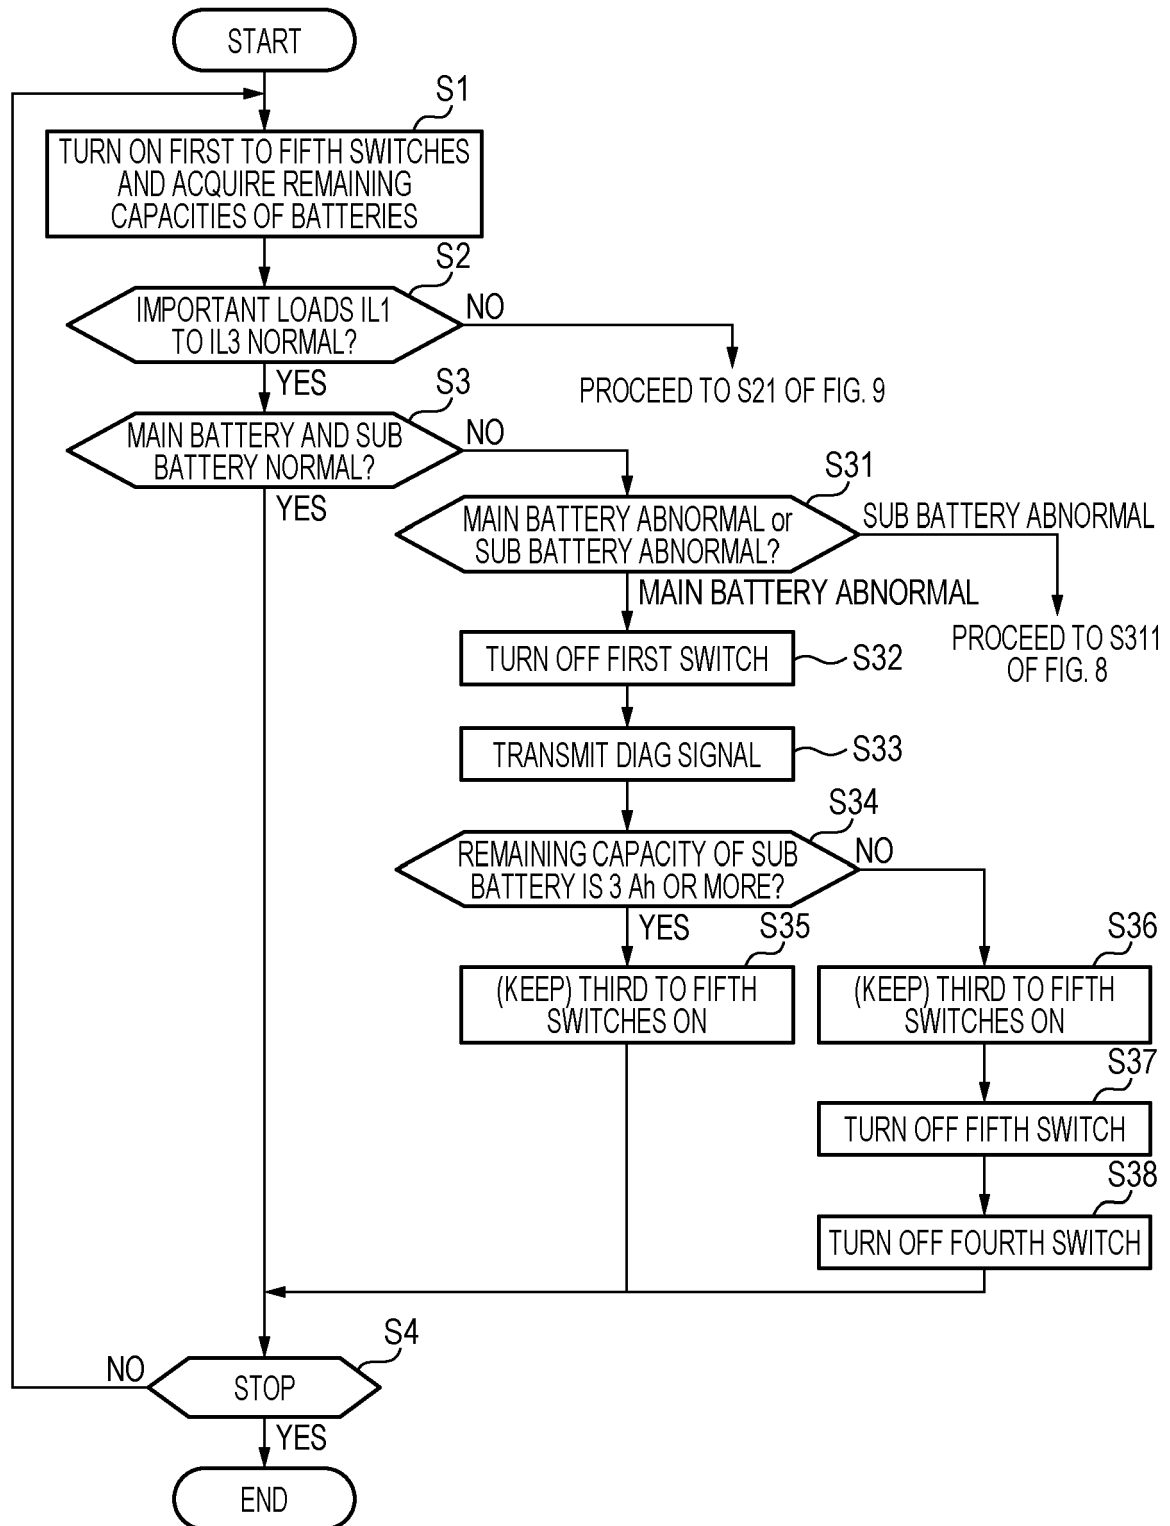 START
S1
TURN ON FIRST TO FIFTH SWITCHES
AND ACQUIRE REMAINING
CAPACITIES OF BATTERIES
S2
IMPORTANT LOADS IL1
TO IL3 NORMAL?
NO
YES
PROCEED TO S21 OF FIG. 9
S3
MAIN BATTERY AND SUB
BATTERY NORMAL?
NO
YES
S31
MAIN BATTERY ABNORMAL or
SUB BATTERY ABNORMAL?
SUB BATTERY ABNORMAL
MAIN BATTERY ABNORMAL
PROCEED TO S311
OF FIG. 8
TURN OFF FIRST SWITCH
S32
TRANSMIT DIAG SIGNAL
S33
S34
REMAINING CAPACITY OF SUB
BATTERY IS 3 Ah OR MORE?
NO
YES
S35
(KEEP) THIRD TO FIFTH
SWITCHES ON
S36
(KEEP) THIRD TO FIFTH
SWITCHES ON
S37
TURN OFF FIFTH SWITCH
S38
TURN OFF FOURTH SWITCH
S4
STOP
NO
YES
END